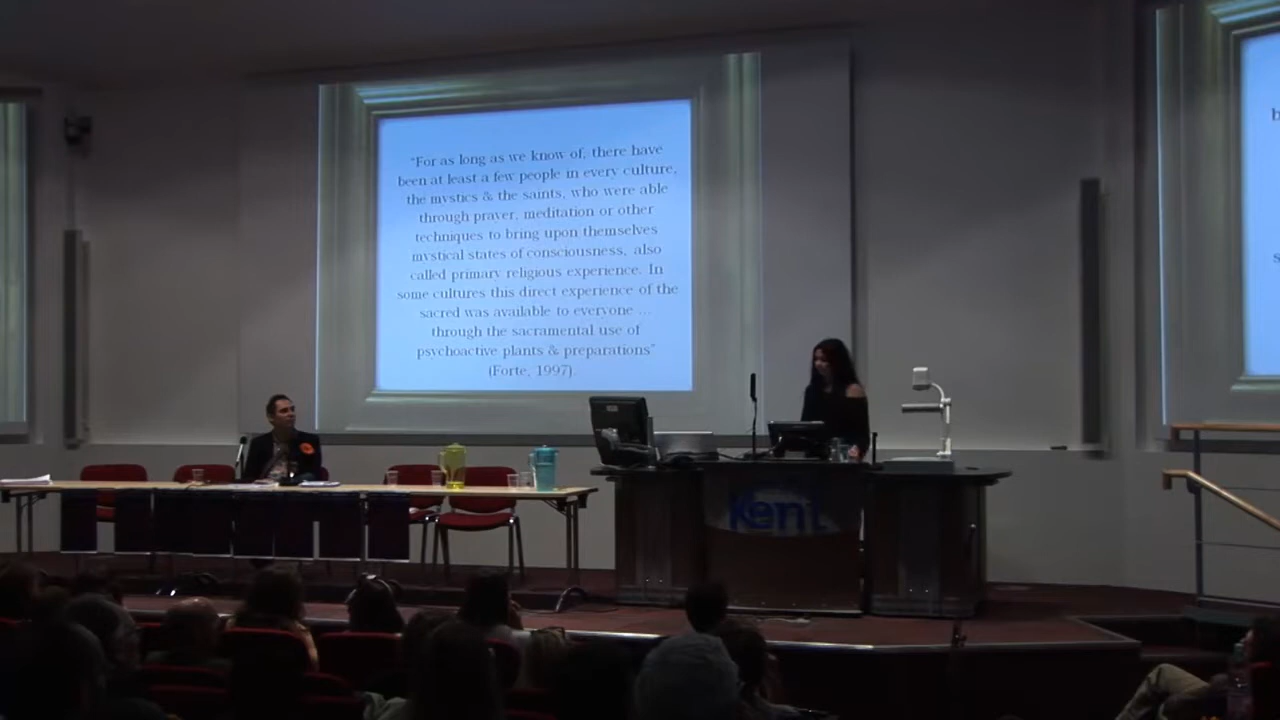 “For as long as we know of, there have
been at least a few people in every culture,
the mystics & the saints, who were able
through prayer, meditation or other
techniques to bring upon themselves
mystical states of consciousness, also
called primary religious experience. In
some cultures this direct experience of the
sacred was available to everyone ...
through the sacramental use of
psychoactive plants & preparations”
(Forte, 1997).
b
s
Kent